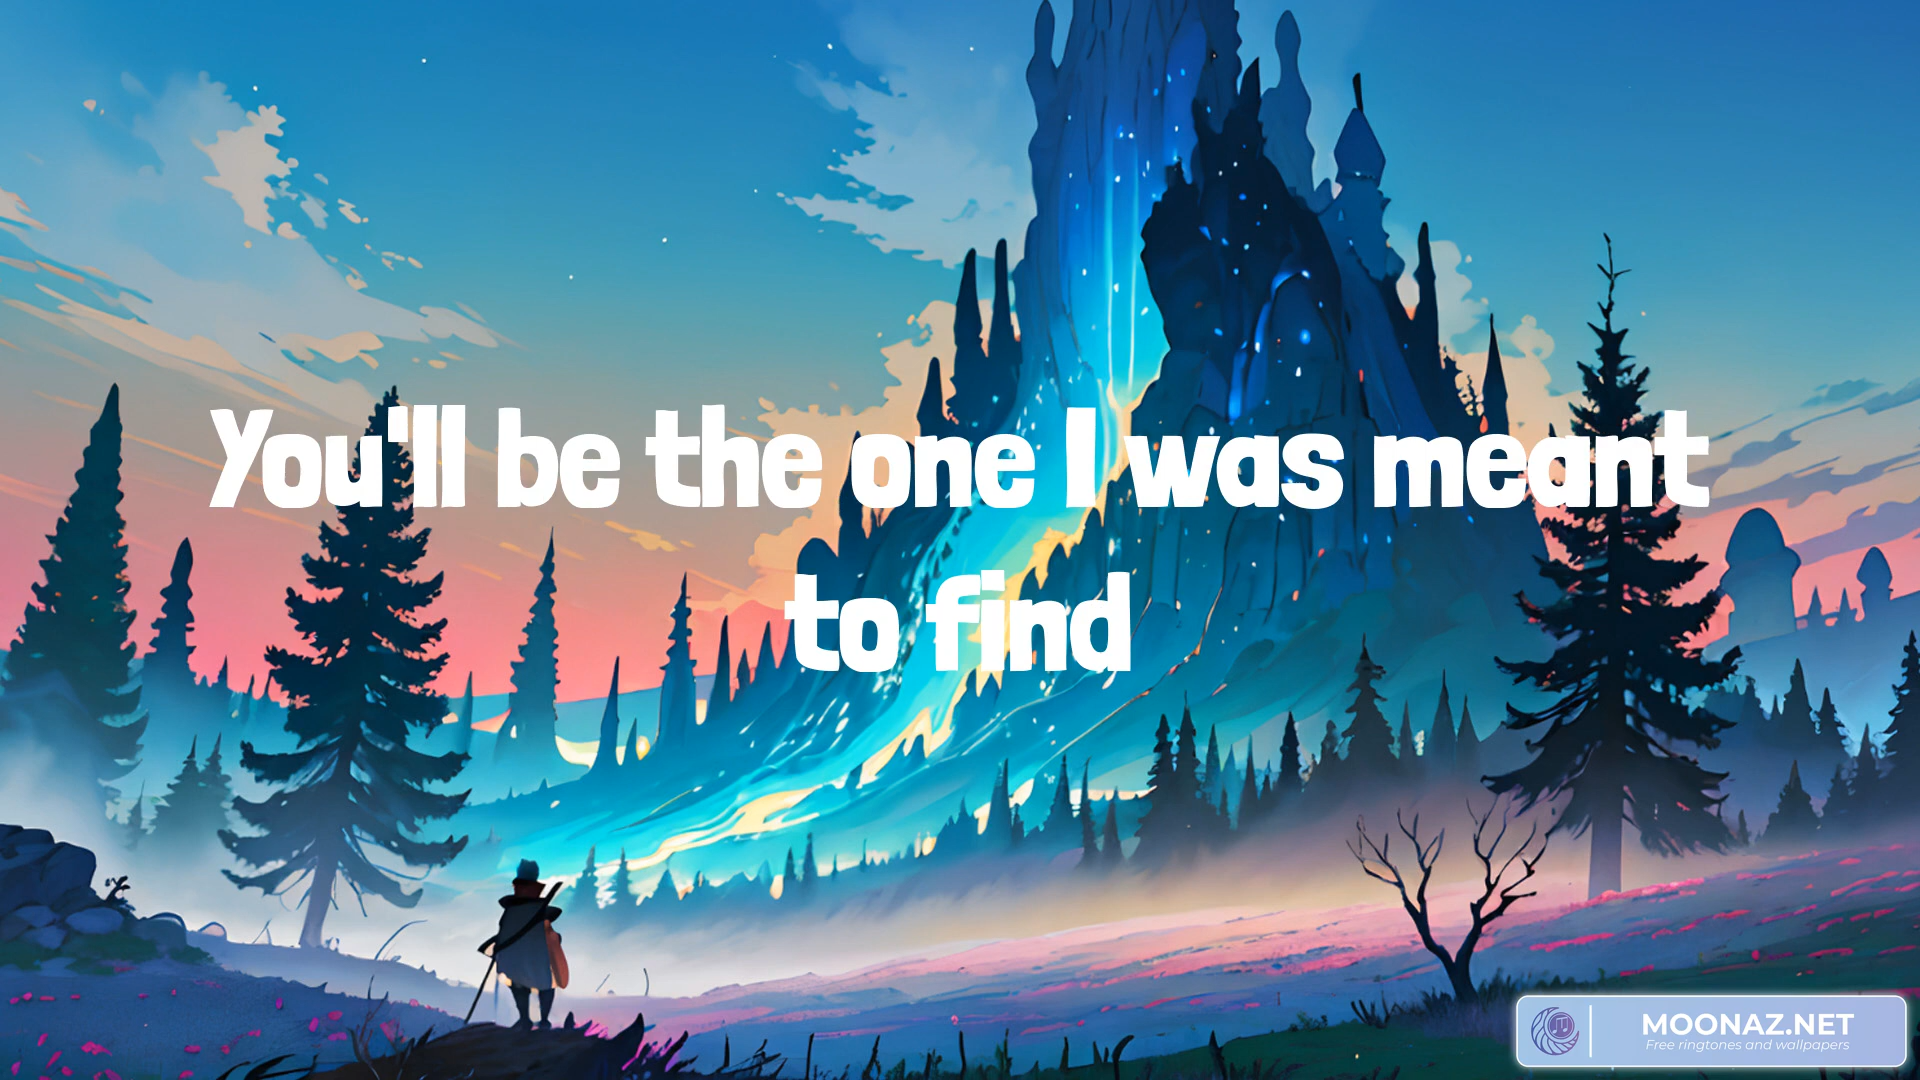 You'll be the one I was meant
to find
MOONAZ.NET
Free ringtones and wallpapers